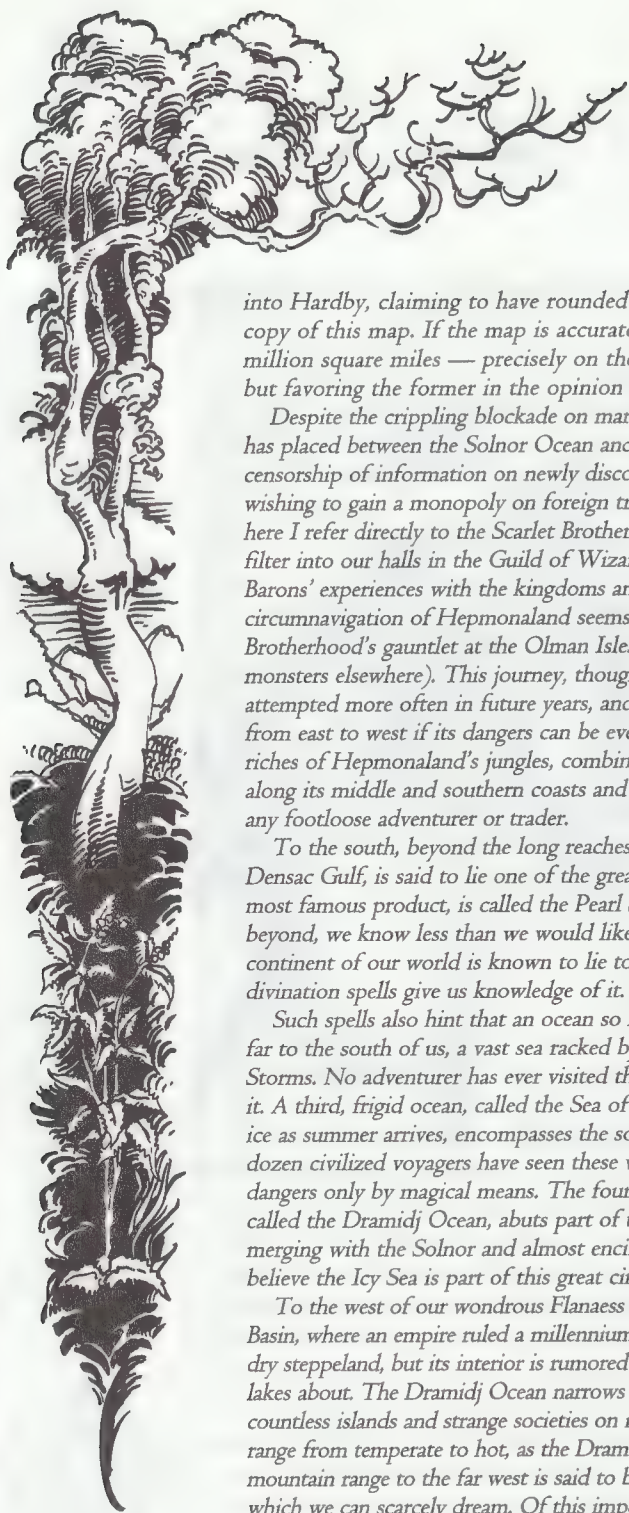 into Hardby, claiming to have rounded
copy of this map. If the map is accurate
million square miles — precisely on the
but favoring the former in the opinion
Despite the crippling blockade on mar
has placed between the Solnor Ocean and
censorship of information on newly disco
wishing to gain a monopoly on foreign tr
here I refer directly to the Scarlet Brother
filter into our halls in the Guild of Wiza
Barons' experiences with the kingdoms an
circumnavigation of Hepmonaland seems
Brotherhood's gauntlet at the Olman Isles
monsters elsewhere). This journey, thoug
attempted more often in future years, and
from east to west if its dangers can be eve
riches of Hepmonaland's jungles, combin
along its middle and southern coasts and
any footloose adventurer or trader.
To the south, beyond the long reaches
Densac Gulf, is said to lie one of the grea
most famous product, is called the Pearl
beyond, we know less than we would like
continent of our world is known to lie to
divination spells give us knowledge of it.
Such spells also hint that an ocean so
far to the south of us, a vast sea racked b
Storms. No adventurer has ever visited th
it. A third, frigid ocean, called the Sea of
ice as summer arrives, encompasses the so
dozen civilized voyagers have seen these w
dangers only by magical means. The four
called the Dramidj Ocean, abuts part of
merging with the Solnor and almost enci
believe the Icy Sea is part of this great ci
To the west of our wondrous Flanaess
Basin, where an empire ruled a millennium
dry steppeland, but its interior is rumored
lakes about. The Dramidj Ocean narrows
countless islands and strange societies on
range from temperate to hot, as the Dram
mountain range to the far west is said to b
which we can scarcely dream. Of this imp